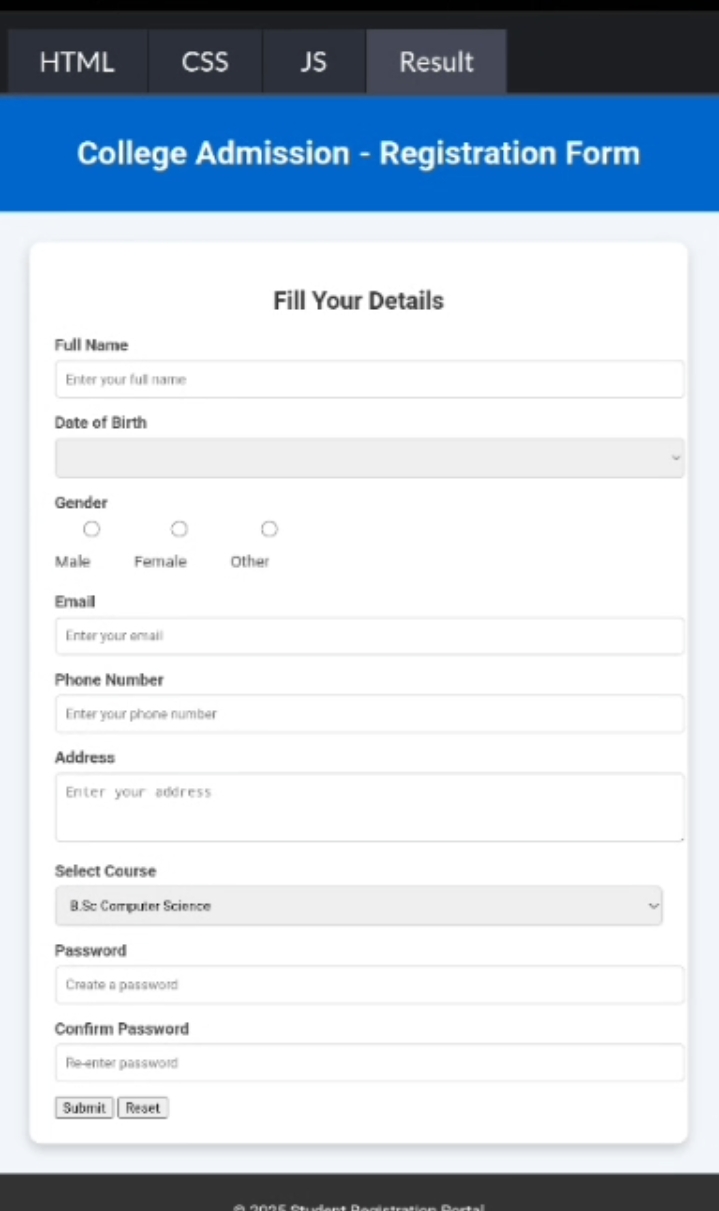 HTML CSS JS Result
College Admission - Registration Form
Fill Your Details
Full Name
Enter your full name
Date of Birth
Gender
Male Female Other
Email
Enter your email
Phone Number
Enter your phone number
Address
Enter your address
Select Course
B.Sc Computer Science
Password
Create a password
Confirm Password
Re-enter password
Submit Reset
© 2025 Student Registration Portal